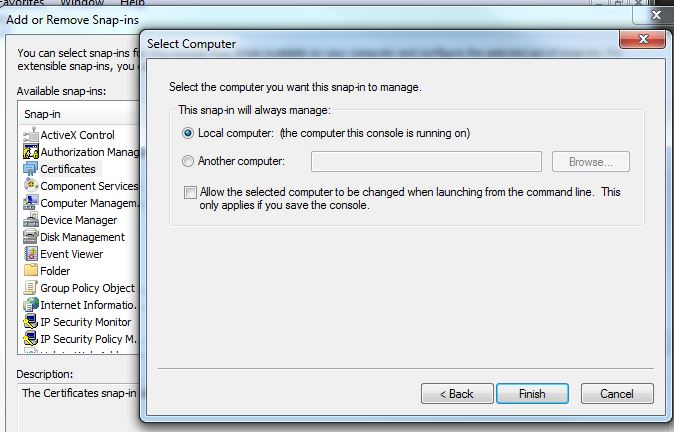 Favorites Window Help
Add or Remove Snap-ins
You can select snap-ins fo
extensible snap-ins, you
Available snap-ins:
Snap-in
ActiveX Control
Authorization Manag
Certificates
Component Services
Computer Managem..
Device Manager
Disk Management
Event Viewer
Folder
Group Policy Object
Internet Informatio..
IP Security Monitor
IP Security Policy M..
Description:
The Certificates snap-in
Select Computer
Select the computer you want this snap-in to manage.
This snap-in will always manage:
Local computer: (the computer this console is running on)
Another computer:
Browse...
Allow the selected computer to be changed when launching from the command line. This
only applies if you save the console.
< Back Finish Cancel